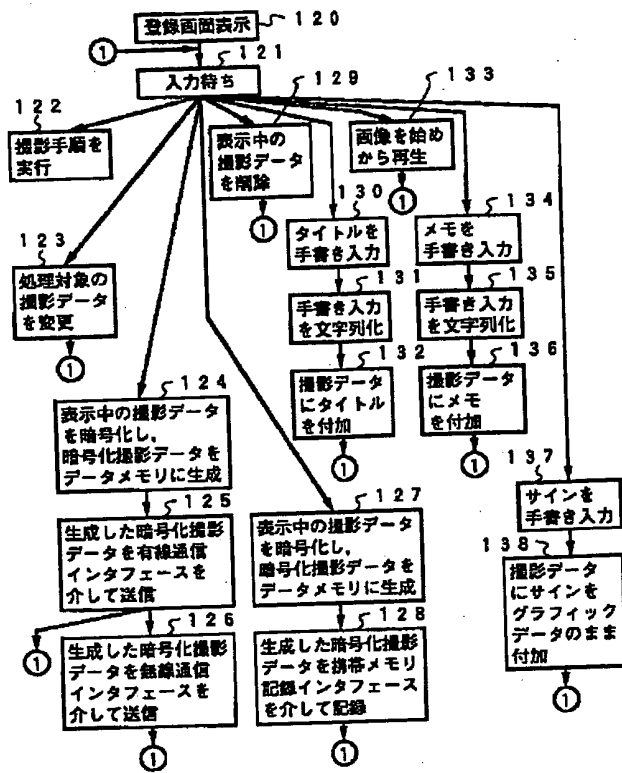 登録画面表示
120
①
121
入力待ち
122
撮影手順を
実行
129
表示中の
撮影データ
を削除
①
133
画像を始め
から再生
①
123
処理対象の
撮影データ
を変更
①
130
タイトルを
手書き入力
131
手書き入力
を文字列化
132
撮影データ
にタイトル
を付加
①
134
メモを
手書き入力
135
手書き入力
を文字列化
136
撮影データ
にメモ
を付加
①
124
表示中の撮影データ
を暗号化し,
暗号化撮影データを
データメモリに生成
125
生成した暗号化撮影
データを有線通信
インタフェースを
介して送信
①
126
生成した暗号化撮影
データを無線通信
インタフェースを
介して送信
①
127
表示中の撮影データ
を暗号化し,
暗号化撮影データを
データメモリに生成
128
生成した暗号化撮影
データを携帯メモリ
記録インタフェース
を介して記録
①
137
サインを
手書き入力
138
撮影データ
にサインを
グラフィック
データのまま
付加
①